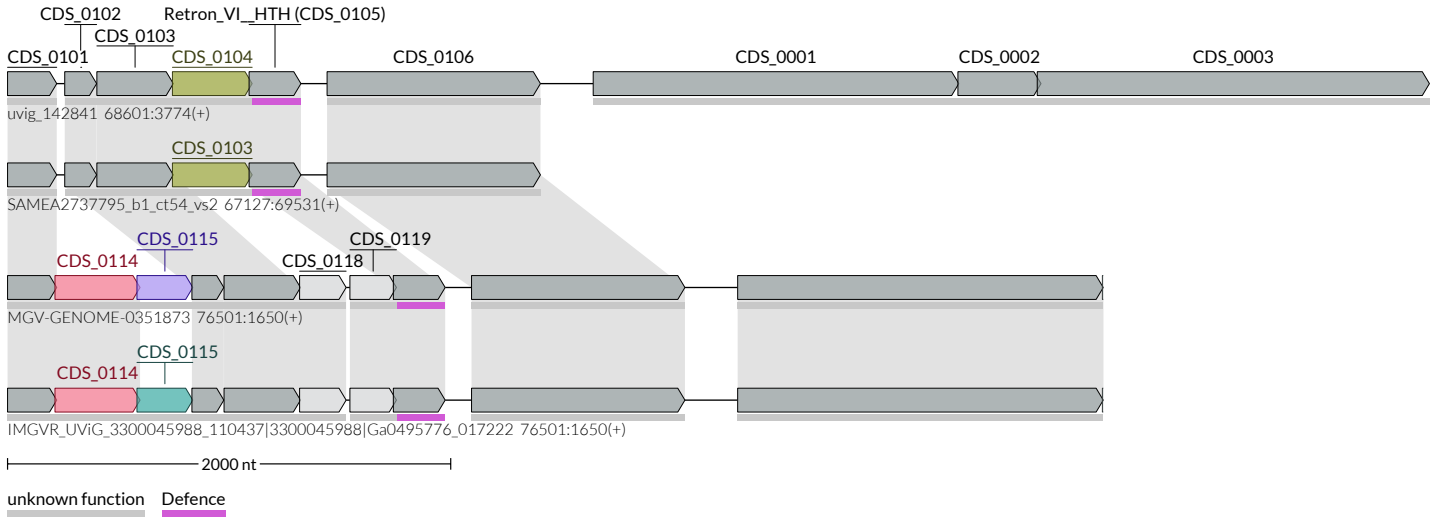 CDS_0102 Retron_VI__HTH (CDS_0105)
CDS_0103
CDS_0101 CDS_0104 CDS_0106 CDS_0001 CDS_0002 CDS_0003
uvig_142841 68601:3774(+)
CDS_0103
SAMEA2737795_b1_ct54_vs2 67127:69531(+)
CDS_0115 CDS_0119
CDS_0114 CDS_0118
MGV-GENOME-0351873 76501:1650(+)
CDS_0115
CDS_0114
IMGVR_UViG_3300045988_110437|3300045988|Ga0495776_017222 76501:1650(+)
2000 nt
unknown function Defence